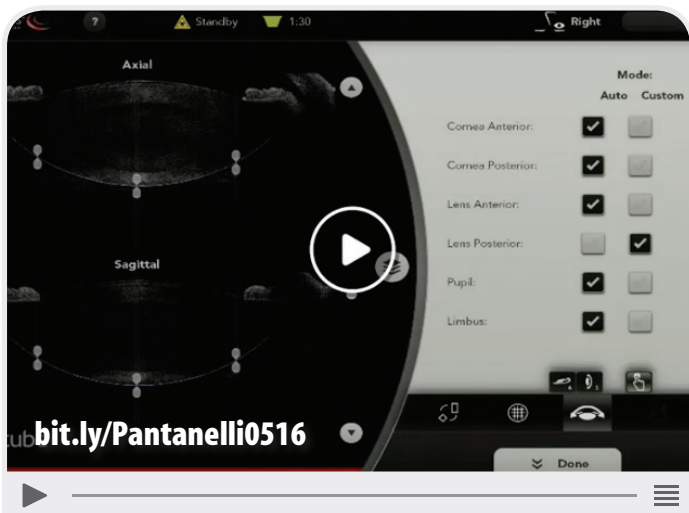 ? Standby 1:30 Right
Axial
Mode:
Auto Custom
Cornea Anterior:
Cornea Posterior:
Lens Anterior:
Lens Posterior:
Pupil:
Limbus:
Sagittal
bit.ly/Pantanelli0516
Done